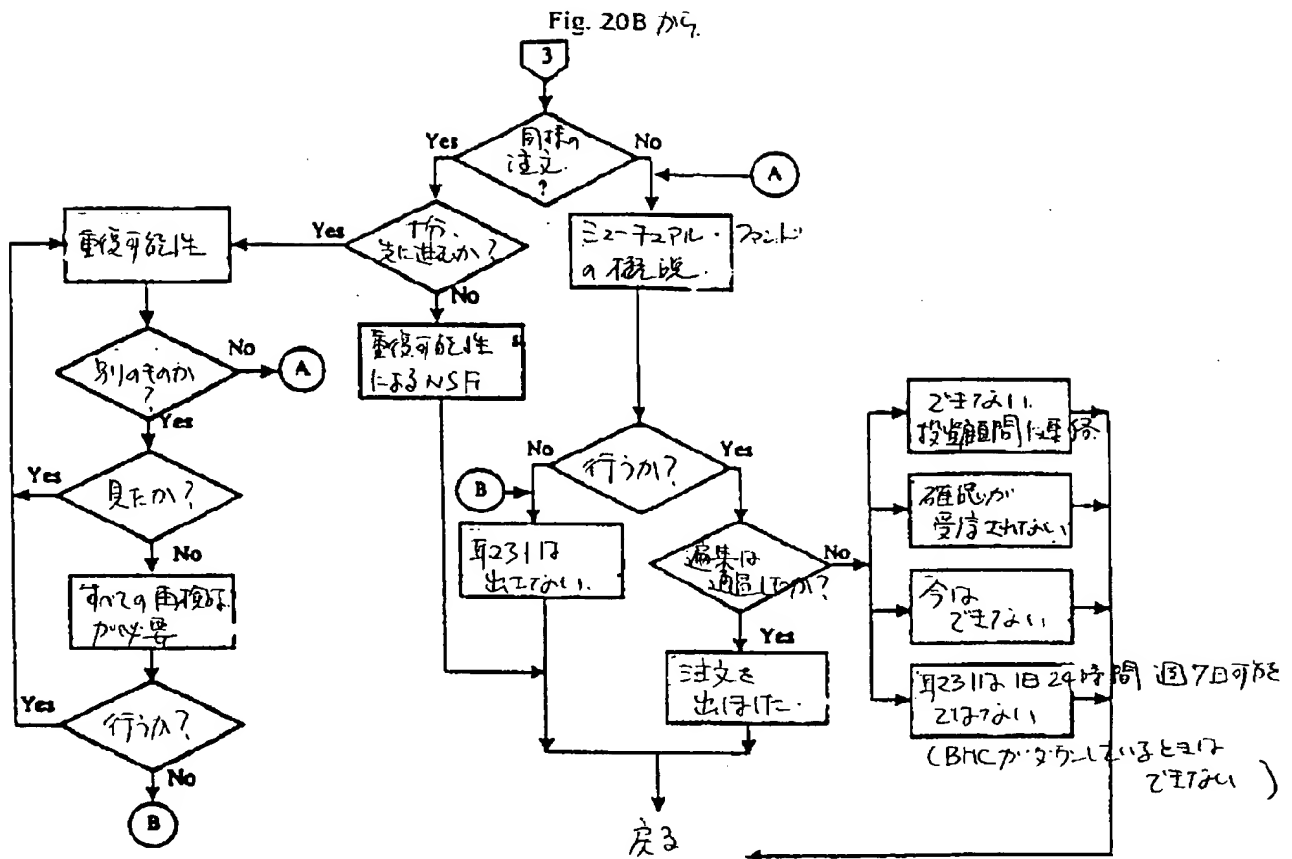 Fig. 20B から
3
Yes
同様の
注文
?
No
A
重複可能性
Yes
十分、
先に進むか?
No
ミューチュアル・ファンド
の概説.
別のものか
?
No
A
Yes
重複可能性
によるNSF
Yes
見たか?
No
すべての再検討
が必要
Yes
行うか?
No
B
No
行うか?
Yes
B
取引は
出せない.
編集は
通過したか?
No
Yes
注文を
出しました.
できない.
投資顧問に連絡
確認が
受信されない
今は
できない
取引は1日24時間 週7日可能
ではない
(BHCがダウンしているときは
できない)
戻る